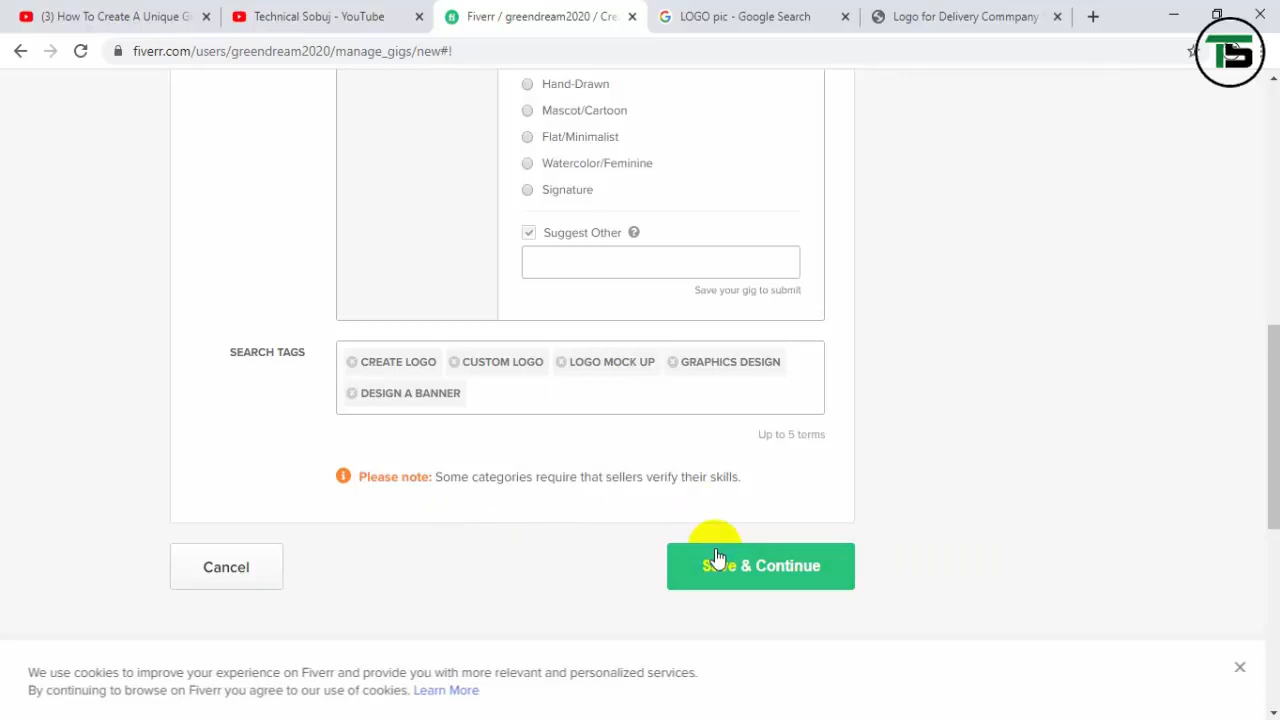 (3) How To Create A Unique G
Technical Sobuj - YouTube
Fiverr / greendream2020 / Cre
LOGO pic - Google Search
Logo for Delivery Commpany
fiverr.com/users/greendream2020/manage_gigs/new#!
TS
Hand-Drawn
Mascot/Cartoon
Flat/Minimalist
Watercolor/Feminine
Signature
Suggest Other
Save your gig to submit
SEARCH TAGS
CREATE LOGO
CUSTOM LOGO
LOGO MOCK UP
GRAPHICS DESIGN
DESIGN A BANNER
Up to 5 terms
Please note: Some categories require that sellers verify their skills.
Cancel
Save & Continue
We use cookies to improve your experience on Fiverr and provide you with more relevant and personalized services.
By continuing to browse on Fiverr you agree to our use of cookies. Learn More